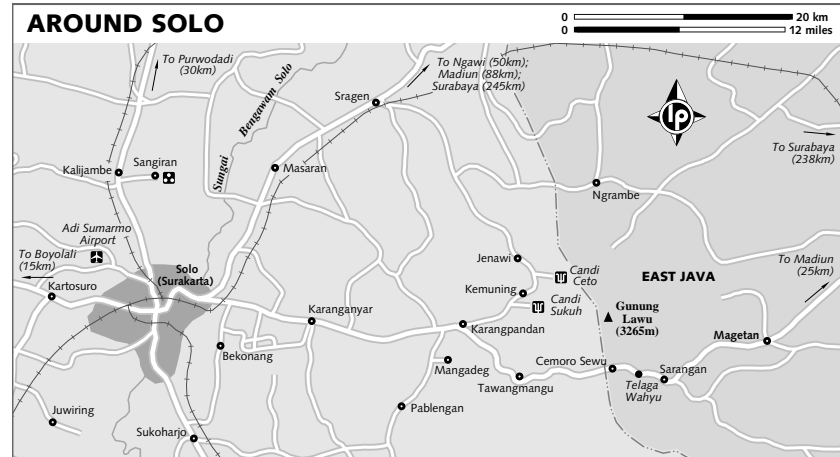 AROUND SOLO
0 20 km
0 12 miles
To Purwodadi
(30km)
Sungai Bengawam Solo
To Ngawi (50km);
Madiun (88km);
Surabaya (245km)
Sragen
lp
To Surabaya
(238km)
Kalijambe
Sangiran
Masaran
Ngrambe
Adi Sumarmo
Airport
To Boyolali
(15km)
Solo
(Surakarta)
Kartosuro
Jenawi
Candi
Ceto
EAST JAVA
To Madiun
(25km)
Kemuning
Candi
Sukuh
Gunung
Lawu
(3265m)
Karanganyar
Karangpandan
Magetan
Bekonang
Mangadeg
Cemoro Sewu
Sarangan
Tawangmangu
Telaga
Wahyu
Juwiring
Pablengan
Sukoharjo